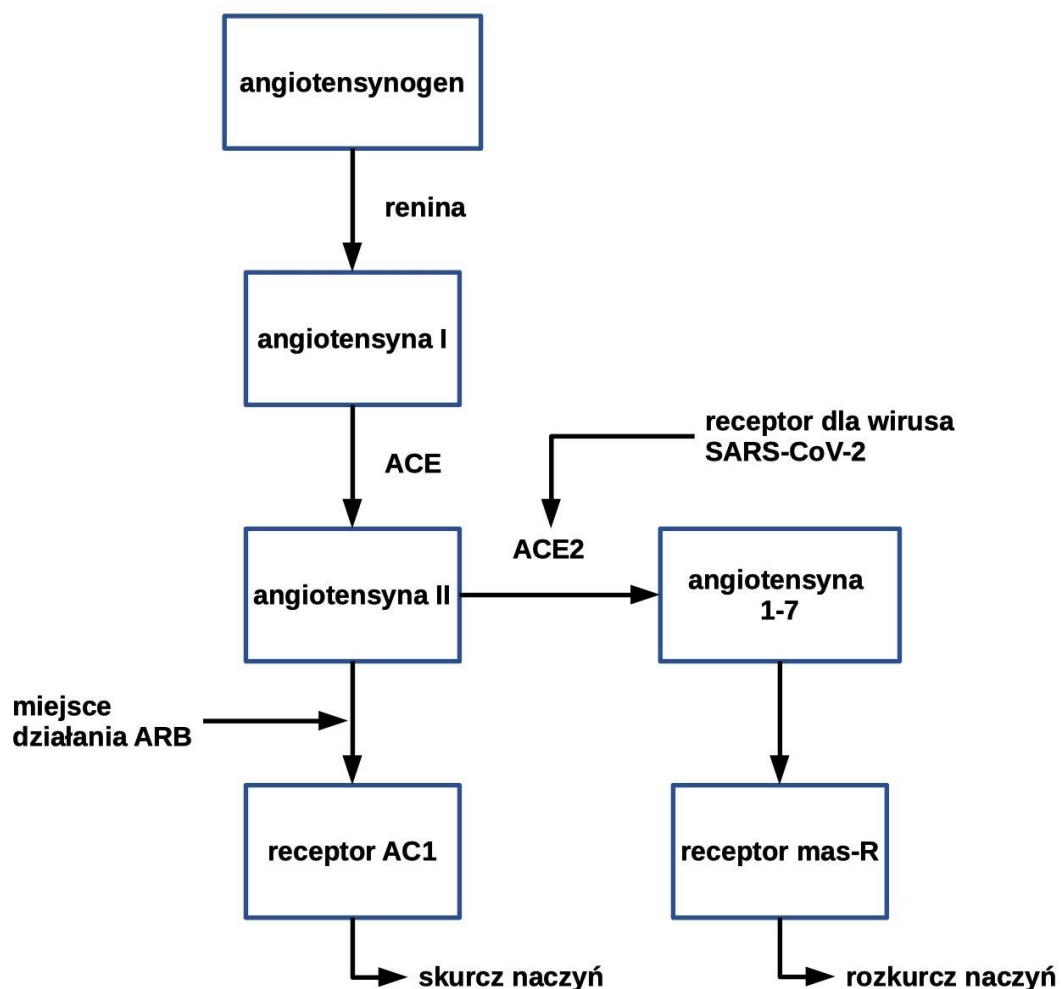 angiotensynogen
renina
angiotensyna I
ACE
receptor dla wirusa
SARS-CoV-2
ACE2
angiotensyna II
angiotensyna
1-7
miejsce
działania ARB
receptor AC1
receptor mas-R
skurcz naczyń
rozkurcz naczyń